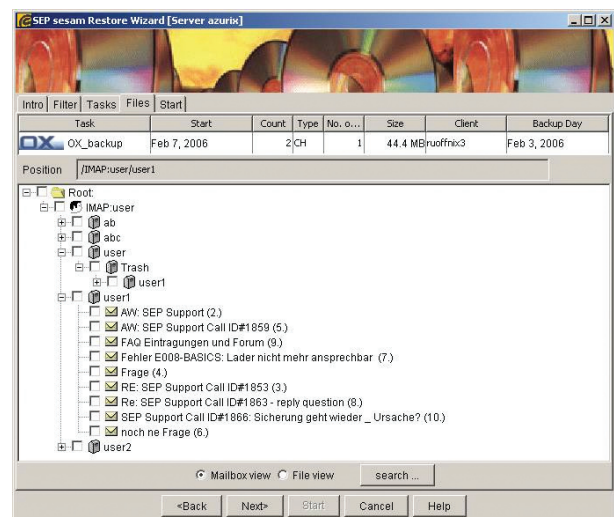 SEP sesam Restore Wizard [Server azurix]
Intro Filter Tasks Files Start
Task Start Count Type No. o... Size Client Backup Day
OX OX_backup Feb 7, 2006 2 CH 1 44.4 MB ruoffnix3 Feb 3, 2006
Position /IMAP:user/user1
Root:
IMAP:user
ab
abc
user
Trash
user1
user1
AW: SEP Support (2.)
AW: SEP Support Call ID#1859 (5.)
FAQ Eintragungen und Forum (9.)
Fehler E008-BASICS: Lader nicht mehr ansprechbar (7.)
Frage (4.)
RE: SEP Support Call ID#1853 (3.)
Re: SEP Support Call ID#1863 - reply question (8.)
SEP Support Call ID#1866: Sicherung geht wieder _ Ursache? (10.)
noch ne Frage (6.)
user2
Mailbox view File view search ...
<Back Next> Start Cancel Help